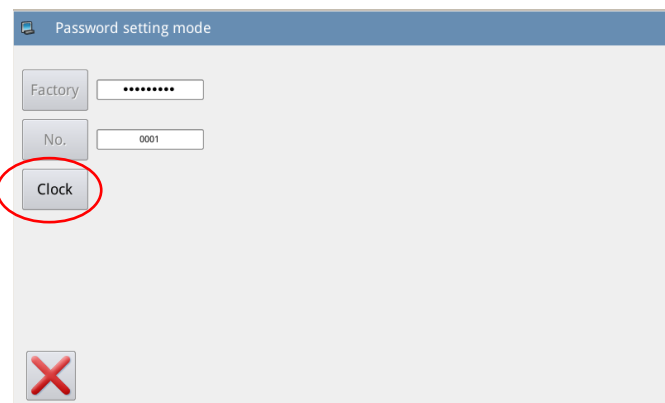 Password setting mode
Factory •••••••••
No. 0001
Clock